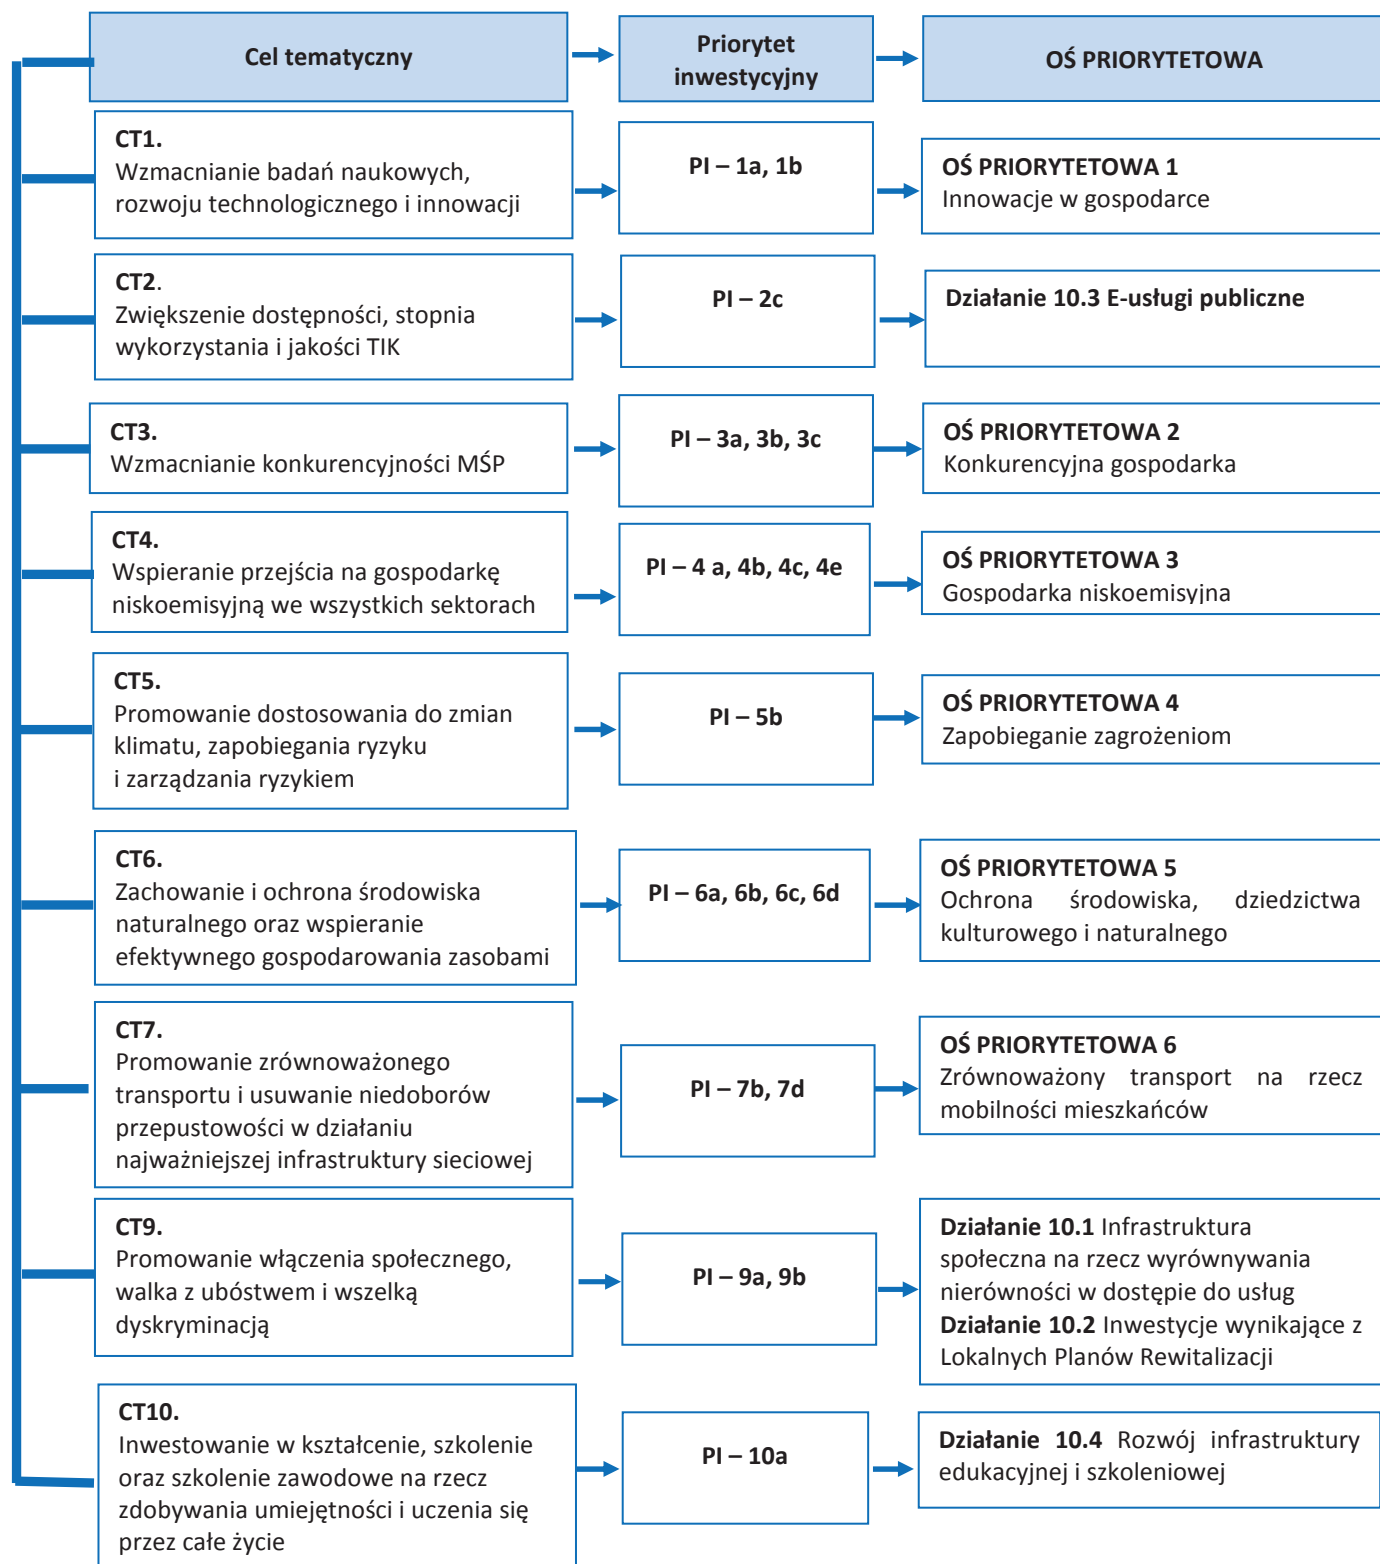 Cel tematyczny
Priorytet
inwestycyjny
OŚ PRIORYTETOWA
CT1.
Wzmacnianie badań naukowych,
rozwoju technologicznego i innowacji
PI – 1a, 1b
OŚ PRIORYTETOWA 1
Innowacje w gospodarce
CT2.
Zwiększenie dostępności, stopnia
wykorzystania i jakości TIK
PI – 2c
Działanie 10.3 E-usługi publiczne
CT3.
Wzmacnianie konkurencyjności MŚP
PI – 3a, 3b, 3c
OŚ PRIORYTETOWA 2
Konkurencyjna gospodarka
CT4.
Wspieranie przejścia na gospodarkę
niskoemisyjną we wszystkich sektorach
PI – 4 a, 4b, 4c, 4e
OŚ PRIORYTETOWA 3
Gospodarka niskoemisyjna
CT5.
Promowanie dostosowania do zmian
klimatu, zapobiegania ryzyku
i zarządzania ryzykiem
PI – 5b
OŚ PRIORYTETOWA 4
Zapobieganie zagrożeniom
CT6.
Zachowanie i ochrona środowiska
naturalnego oraz wspieranie
efektywnego gospodarowania zasobami
PI – 6a, 6b, 6c, 6d
OŚ PRIORYTETOWA 5
Ochrona środowiska, dziedzictwa
kulturowego i naturalnego
CT7.
Promowanie zrównoważonego
transportu i usuwanie niedoborów
przepustowości w działaniu
najważniejszej infrastruktury sieciowej
PI – 7b, 7d
OŚ PRIORYTETOWA 6
Zrównoważony transport na rzecz
mobilności mieszkańców
CT9.
Promowanie włączenia społecznego,
walka z ubóstwem i wszelką
dyskryminacją
PI – 9a, 9b
Działanie 10.1 Infrastruktura
społeczna na rzecz wyrównywania
nierówności w dostępie do usług
Działanie 10.2 Inwestycje wynikające z
Lokalnych Planów Rewitalizacji
CT10.
Inwestowanie w kształcenie, szkolenie
oraz szkolenie zawodowe na rzecz
zdobywania umiejętności i uczenia się
przez całe życie
PI – 10a
Działanie 10.4 Rozwój infrastruktury
edukacyjnej i szkoleniowej